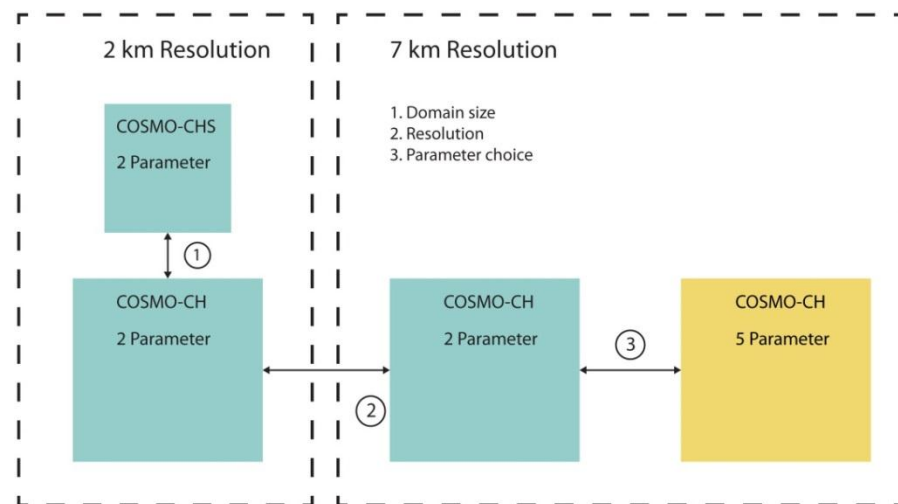 2 km Resolution
COSMO-CHS
2 Parameter
1
COSMO-CH
2 Parameter
7 km Resolution
1. Domain size
2. Resolution
3. Parameter choice
COSMO-CH
2 Parameter
2
3
COSMO-CH
5 Parameter